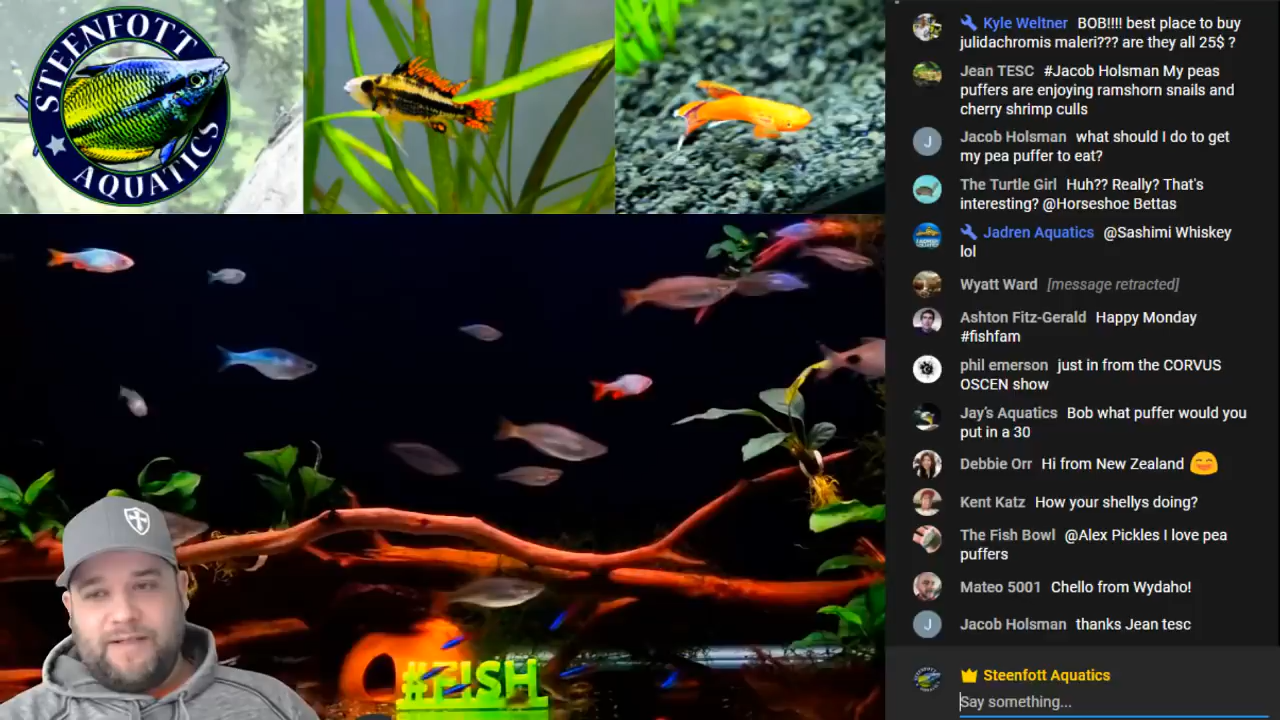 STEENFOTT
AQUATICS
#FISH
Kyle Weltner BOB!!!! best place to buy
julidachromis maleri??? are they all 25$ ?
Jean TESC #Jacob Holsman My peas
puffers are enjoying ramshorn snails and
cherry shrimp culls
J
Jacob Holsman what should I do to get
my pea puffer to eat?
The Turtle Girl Huh?? Really? That's
interesting? @Horseshoe Bettas
Jadren Aquatics @Sashimi Whiskey
lol
Wyatt Ward [message retracted]
Ashton Fitz-Gerald Happy Monday
#fishfam
phil emerson just in from the CORVUS
OSCEN show
Jay's Aquatics Bob what puffer would you
put in a 30
Debbie Orr Hi from New Zealand
Kent Katz How your shellys doing?
The Fish Bowl @Alex Pickles I love pea
puffers
Mateo 5001 Chello from Wydaho!
J
Jacob Holsman thanks Jean tesc
Steenfott Aquatics
Say something...